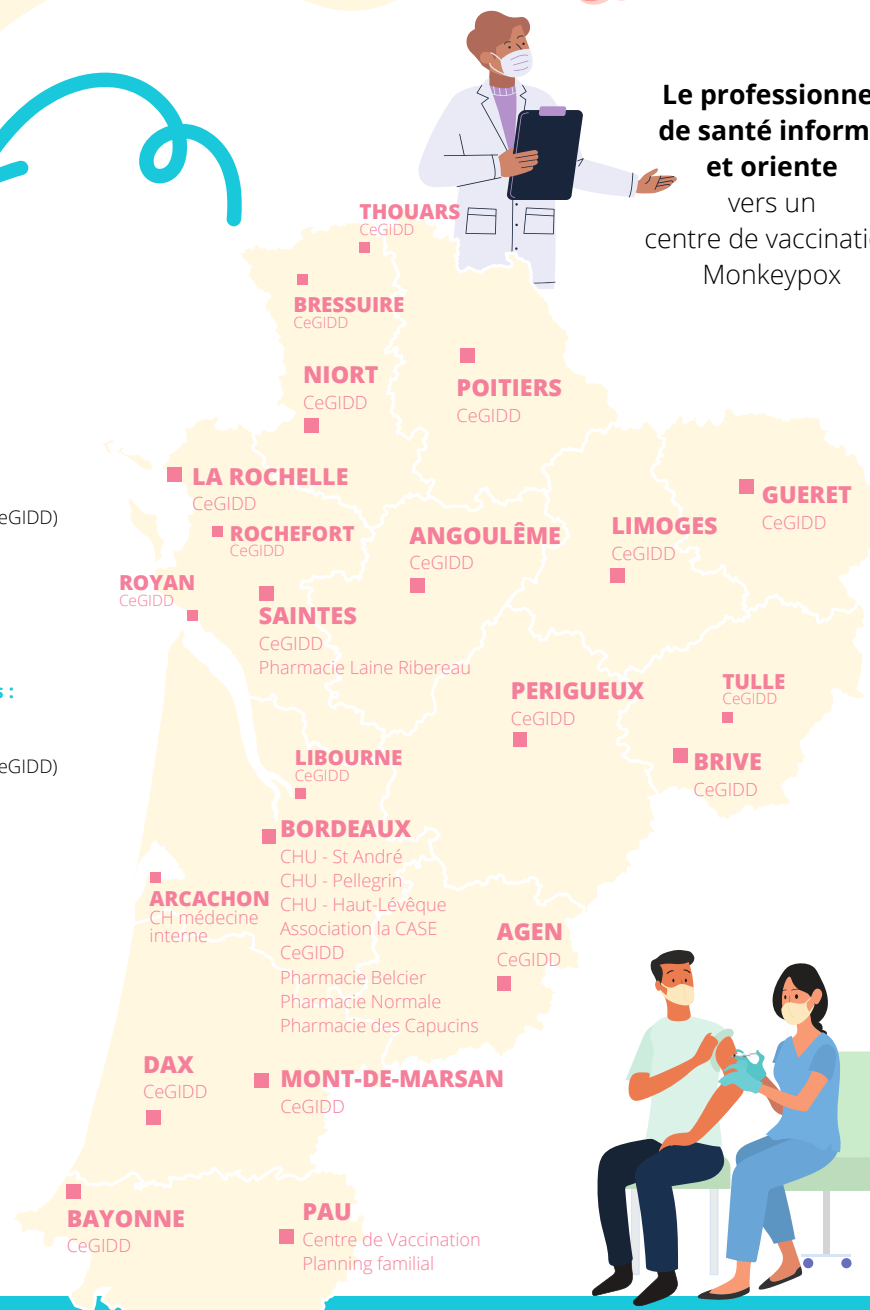 Le professionne
de santé inform
et oriente
vers un
centre de vaccinati
Monkeypox
THOUARS
CeGIDD
BRESSUIRE
CeGIDD
NIORT
CeGIDD
POITIERS
CeGIDD
LA ROCHELLE
CeGIDD
eGIDD)
ROCHEFORT
CeGIDD
ANGOULÊME
CeGIDD
LIMOGES
CeGIDD
GUERET
CeGIDD
ROYAN
CeGIDD
SAINTES
CeGIDD
Pharmacie Laine Ribereau
s :
PERIGUEUX
CeGIDD
TULLE
CeGIDD
eGIDD)
LIBOURNE
CeGIDD
BRIVE
CeGIDD
BORDEAUX
CHU - St André
CHU - Pellegrin
CHU - Haut-Lévêque
Association la CASE
CeGIDD
Pharmacie Belcier
Pharmacie Normale
Pharmacie des Capucins
ARCACHON
CH médecine
interne
AGEN
CeGIDD
DAX
CeGIDD
MONT-DE-MARSAN
CeGIDD
BAYONNE
CeGIDD
PAU
Centre de Vaccination
Planning familial